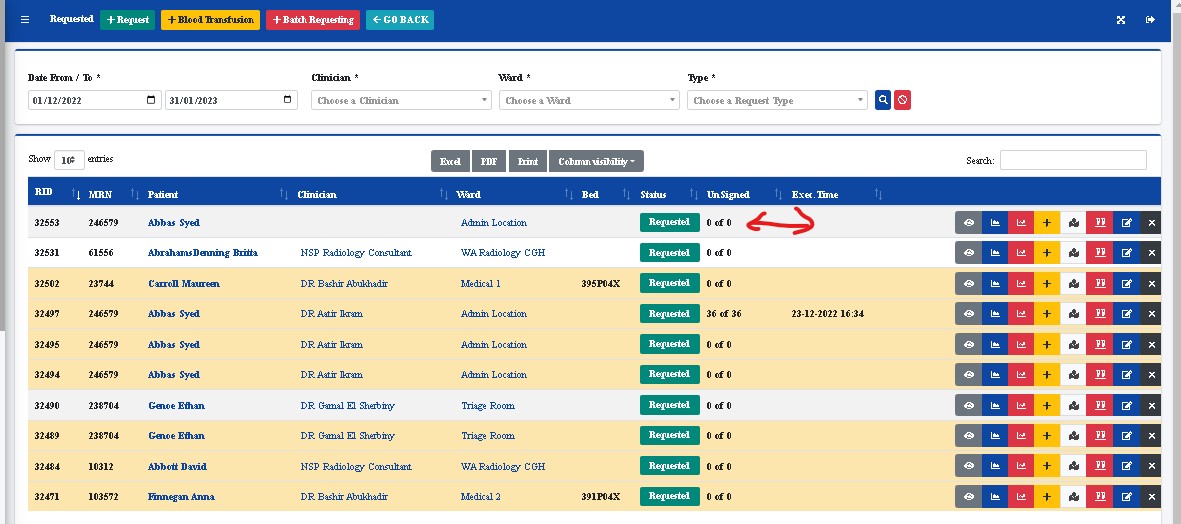 Requested + Request + Blood Transfusion + Batch Requesting GO BACK
Date From / To * Clinician * Ward * Type *
01/12/2022 31/01/2023 Choose a Clinician Choose a Ward Choose a Request Type
Show 10 entries Excel PDF Print Column visibility Search:
RID MRN Patient Clinician Ward Bed Status UnSigned Exec. Time
32553 246579 Abbas Syed Admin Location Requested 0 of 0
32531 61556 AbrahamsDenning Britta NSP Radiology Consultant WA Radiology CGH Requested 0 of 0
32502 23744 Carroll Maureen DR Bashir Abukhadir Medical 1 395P04X Requested 0 of 0
32497 246579 Abbas Syed DR Aatir Ikram Admin Location Requested 36 of 36 23-12-2022 16:34
32495 246579 Abbas Syed DR Aatir Ikram Admin Location Requested 0 of 0
32494 246579 Abbas Syed DR Aatir Ikram Admin Location Requested 0 of 0
32490 238704 Genoe Ethan DR Gamal El Sherbiny Triage Room Requested 0 of 0
32489 238704 Genoe Ethan DR Gamal El Sherbiny Triage Room Requested 0 of 0
32484 10312 Abbott David NSP Radiology Consultant WA Radiology CGH Requested 0 of 0
32471 103572 Finnegan Anna DR Bashir Abukhadir Medical 2 391P04X Requested 0 of 0